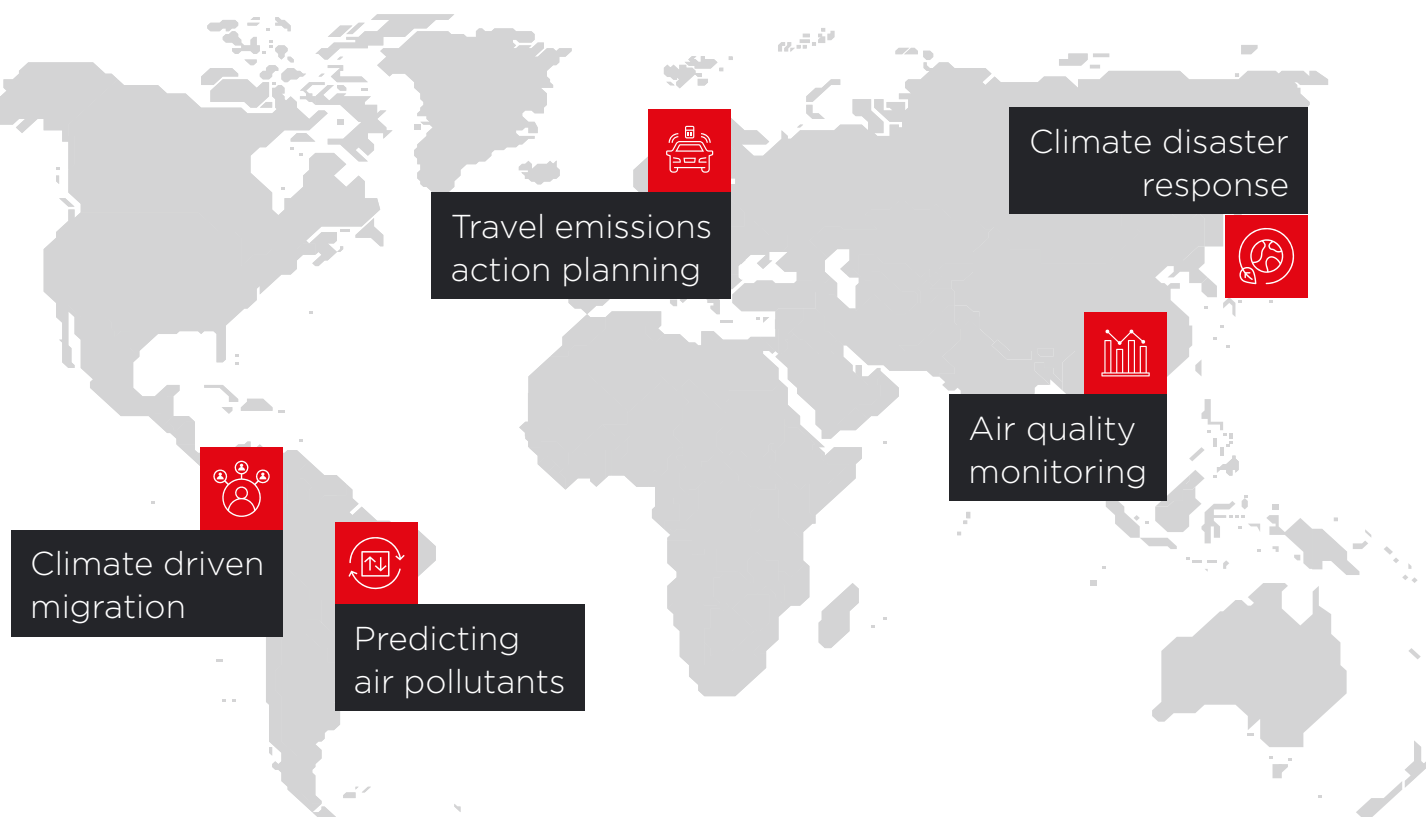 Climate disaster
response
Travel emissions
action planning
Air quality
monitoring
Climate driven
migration
Predicting
air pollutants